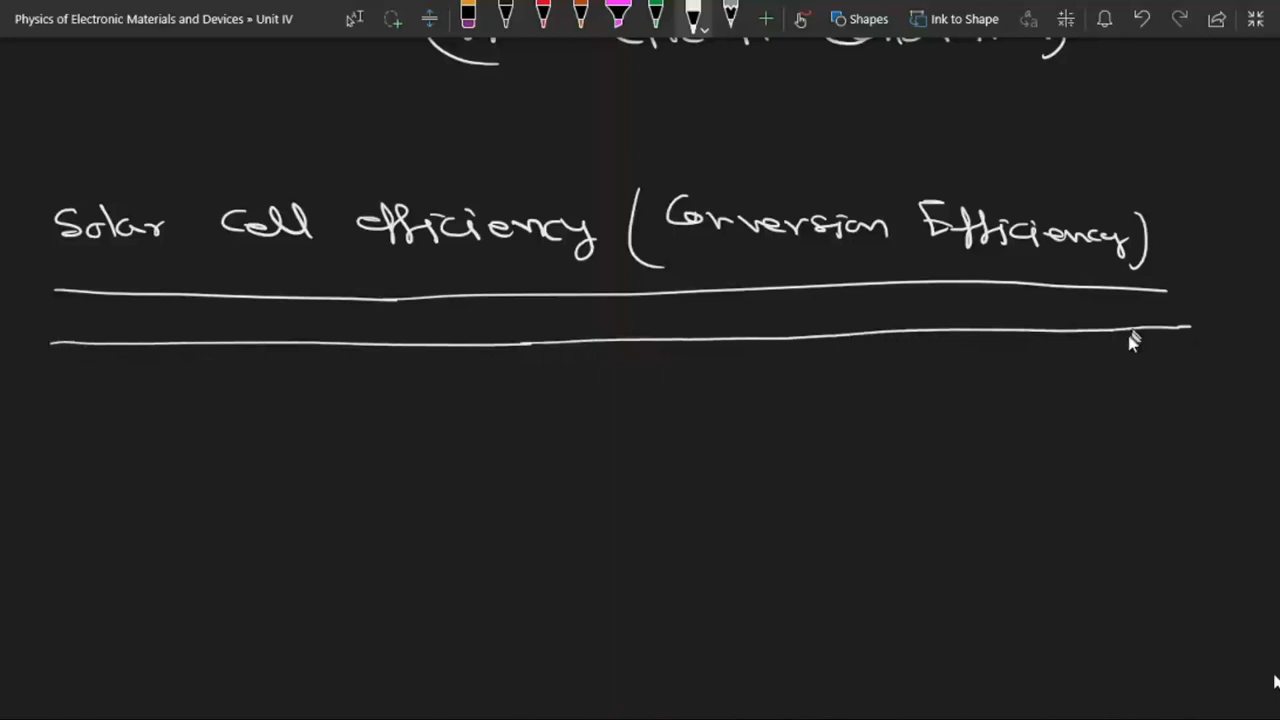 Physics of Electronic Materials and Devices » Unit IV
Shapes
Ink to Shape
Solar Cell efficiency (Conversion Efficiency)